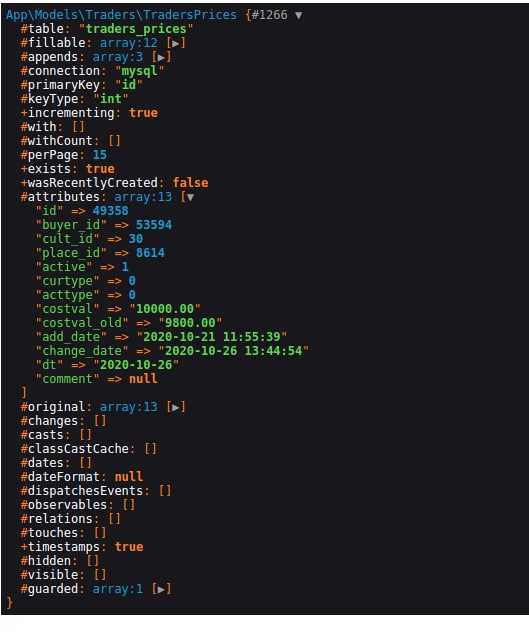 App\Models\Traders\TradersPrices {#1266 ▼
#table: "traders_prices"
#fillable: array:12 [▶]
#appends: array:3 [▶]
#connection: "mysql"
#primaryKey: "id"
#keyType: "int"
+incrementing: true
#with: []
#withCount: []
#perPage: 15
+exists: true
+wasRecentlyCreated: false
#attributes: array:13 [▼
"id" => 49358
"buyer_id" => 53594
"cult_id" => 30
"place_id" => 8614
"active" => 1
"curtype" => 0
"acttype" => 0
"costval" => "10000.00"
"costval_old" => "9800.00"
"add_date" => "2020-10-21 11:55:39"
"change_date" => "2020-10-26 13:44:54"
"dt" => "2020-10-26"
"comment" => null
]
#original: array:13 [▶]
#changes: []
#casts: []
#classCastCache: []
#dates: []
#dateFormat: null
#dispatchesEvents: []
#observables: []
#relations: []
#touches: []
+timestamps: true
#hidden: []
#visible: []
#guarded: array:1 [▶]
}